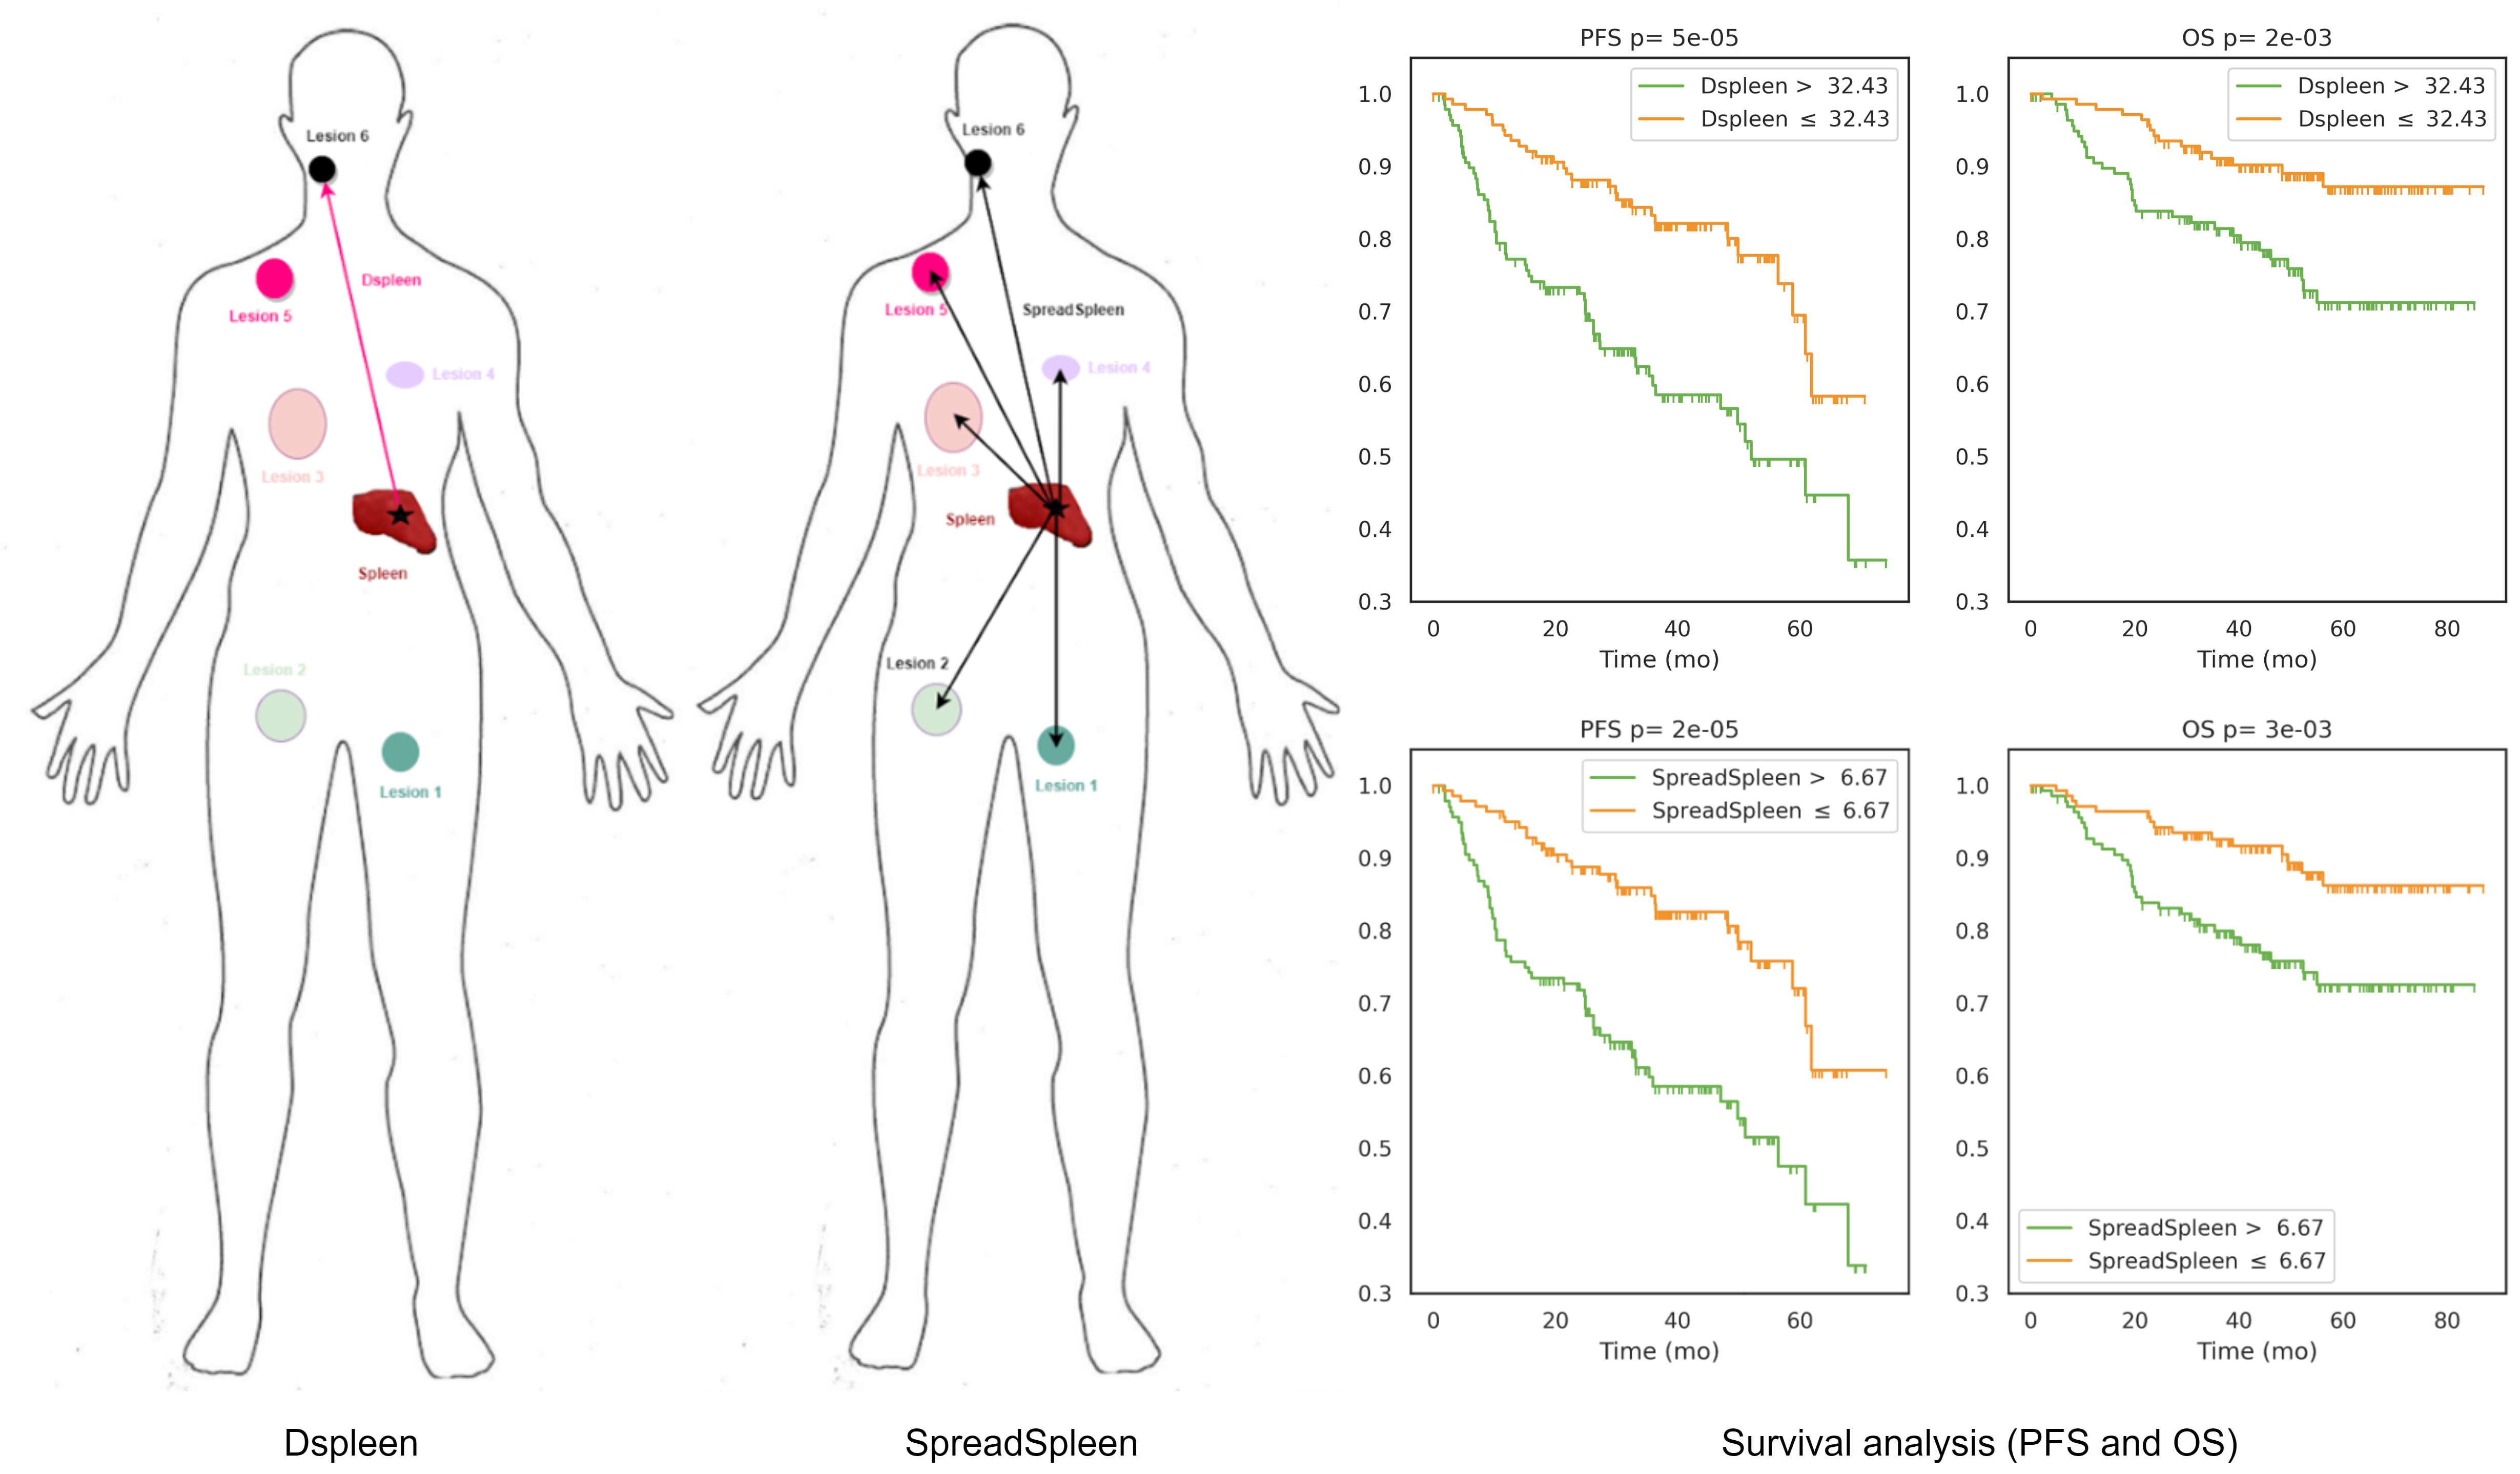 Lesion 6
Dspleen
Lesion 5
Lesion 4
Lesion 3
Spleen
Lesion 2
Lesion 1
Dspleen
Lesion 6
Lesion 5
SpreadSpleen
Lesion 4
Lesion 3
Spleen
Lesion 2
Lesion 1
SpreadSpleen
PFS p= 5e-05
Dspleen > 32.43
Dspleen ≤ 32.43
1.0
0.9
0.8
0.7
0.6
0.5
0.4
0.3
0 20 40 60
Time (mo)
OS p= 2e-03
Dspleen > 32.43
Dspleen ≤ 32.43
1.0
0.9
0.8
0.7
0.6
0.5
0.4
0.3
0 20 40 60 80
Time (mo)
PFS p= 2e-05
SpreadSpleen > 6.67
SpreadSpleen ≤ 6.67
1.0
0.9
0.8
0.7
0.6
0.5
0.4
0.3
0 20 40 60
Time (mo)
OS p= 3e-03
1.0
0.9
0.8
0.7
0.6
0.5
0.4
0.3
SpreadSpleen > 6.67
SpreadSpleen ≤ 6.67
0 20 40 60 80
Time (mo)
Survival analysis (PFS and OS)